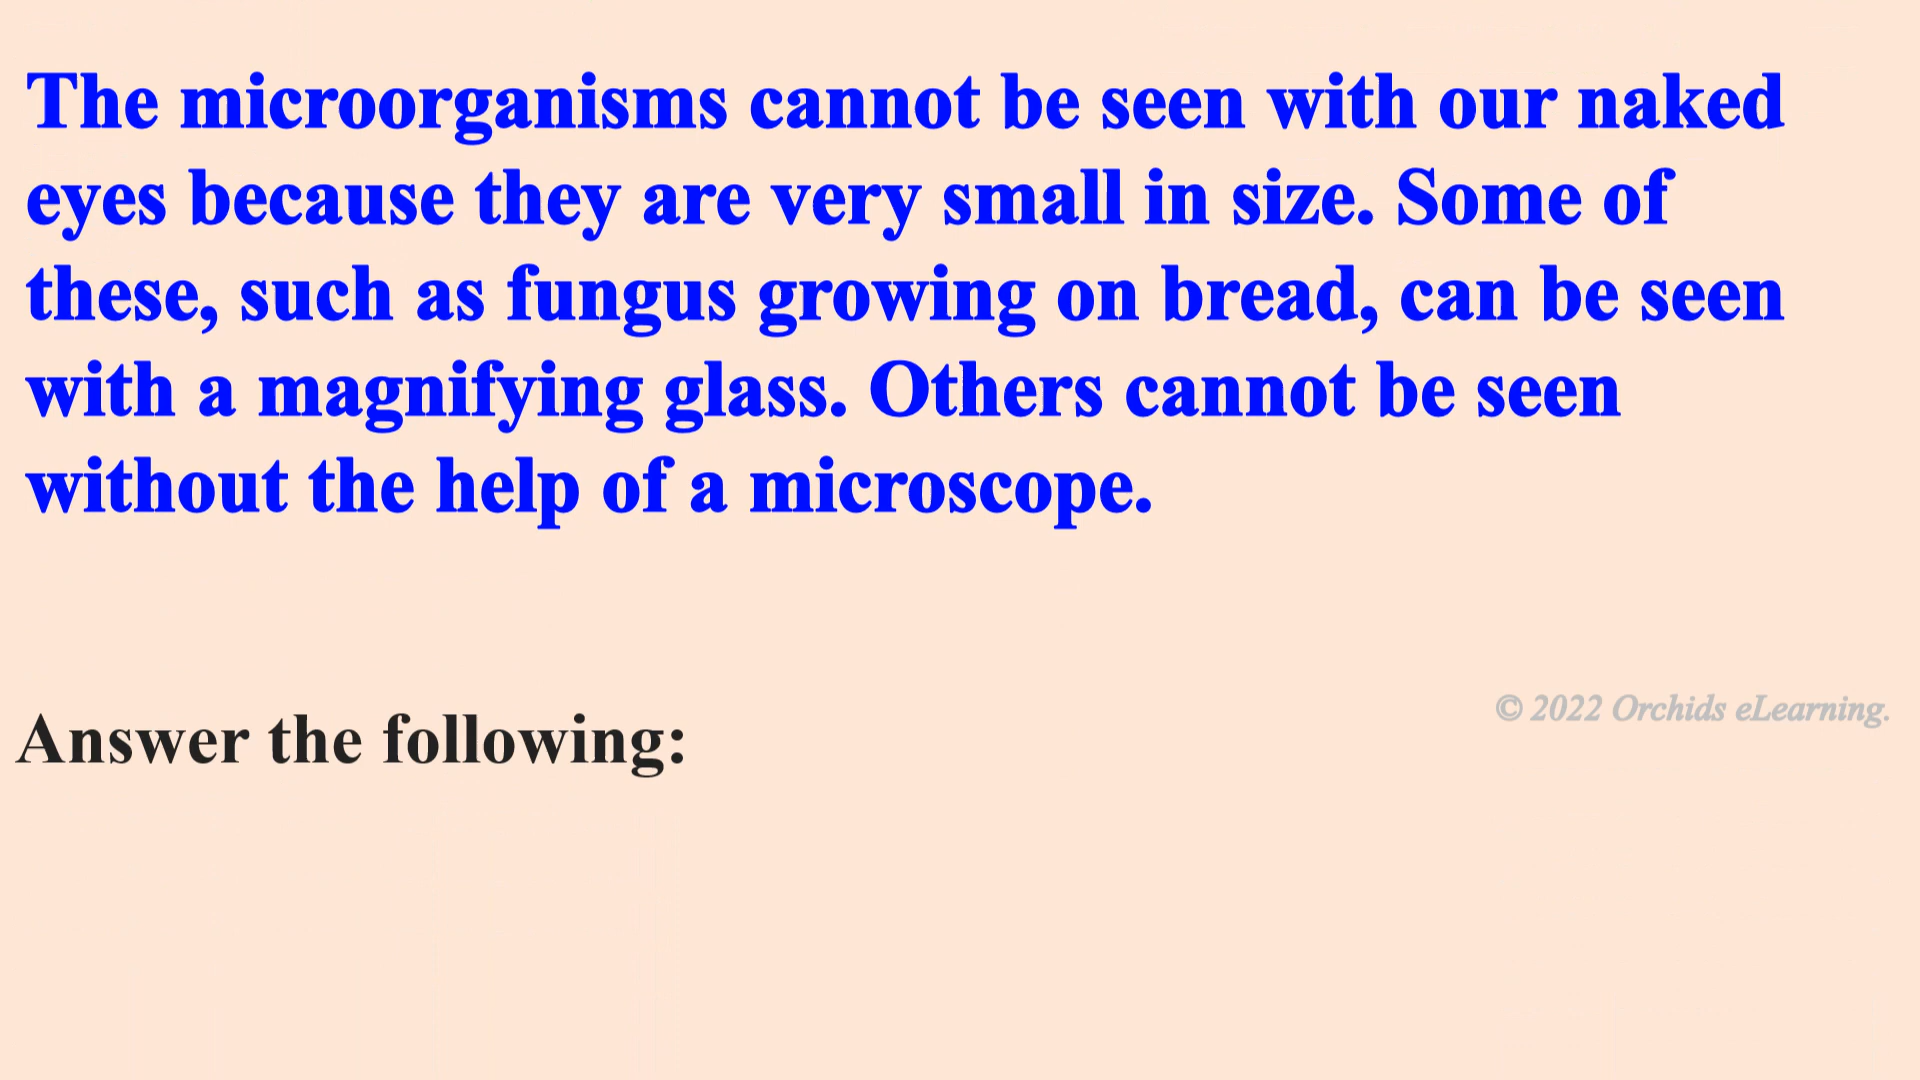 The microorganisms cannot be seen with our naked
eyes because they are very small in size. Some of
these, such as fungus growing on bread, can be seen
with a magnifying glass. Others cannot be seen
without the help of a microscope.
© 2022 Orchids eLearning.
Answer the following: